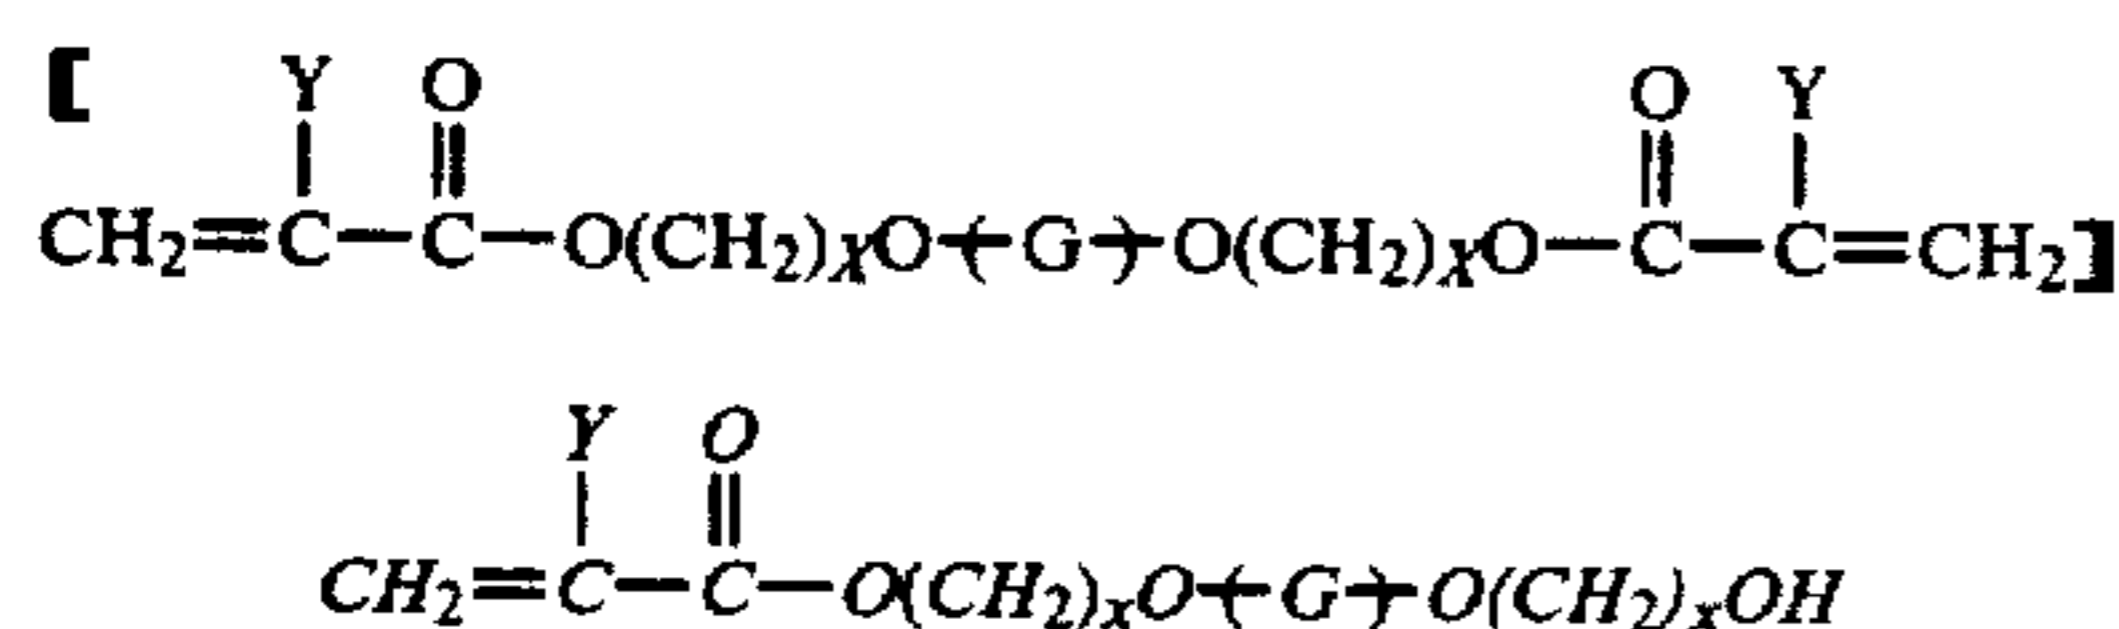 [ Y O O Y
CH2=C—C—O(CH2)XO-(-G-)-O(CH2)XO—C—C=CH2]
Y O
CH2=C—C—O(CH2)xO-(-G-)-O(CH2)xOH